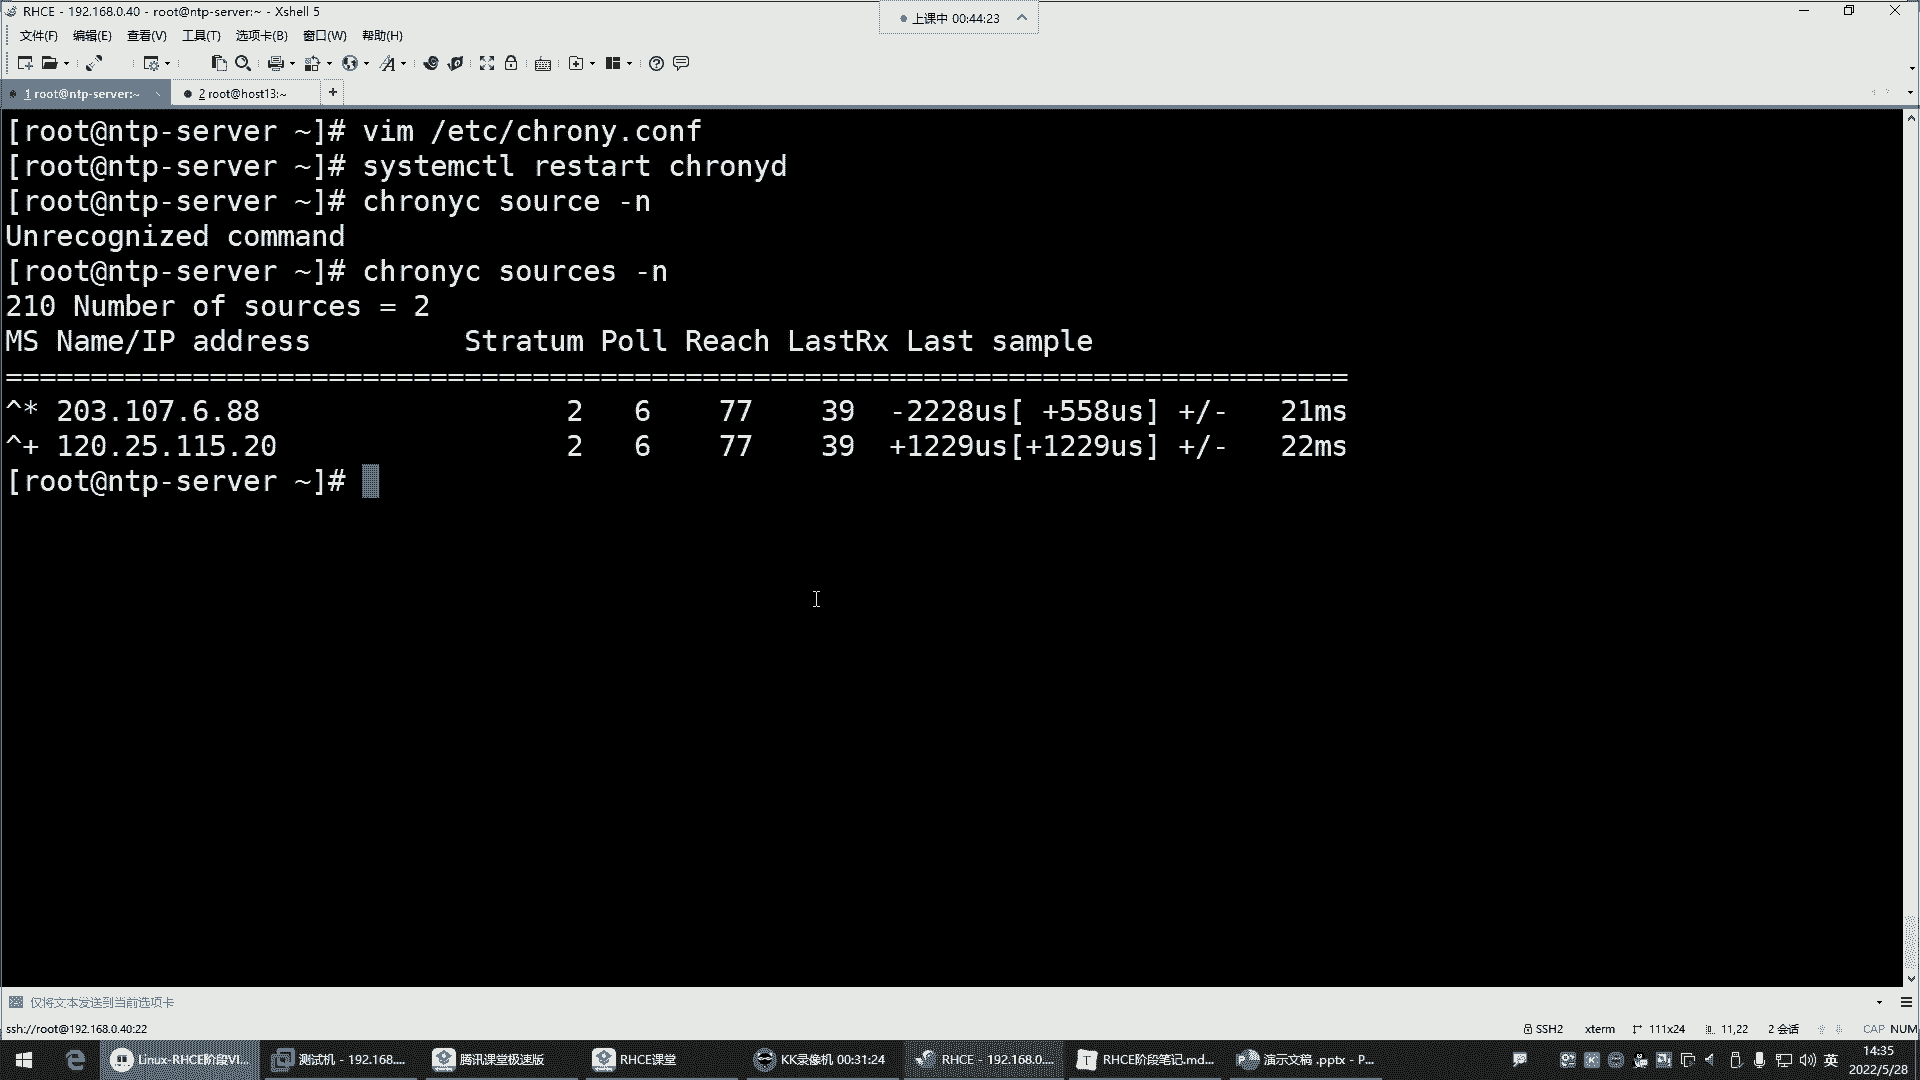 RHCE - 192.168.0.40 - root@ntp-server:~ - Xshell 5
上课中 00:44:23
文件(F) 编辑(E) 查看(V) 工具(T) 选项卡(B) 窗口(W) 帮助(H)
1 root@ntp-server:~ 2 root@host13:~ +
[root@ntp-server ~]# vim /etc/chrony.conf
[root@ntp-server ~]# systemctl restart chronyd
[root@ntp-server ~]# chronyc source -n
Unrecognized command
[root@ntp-server ~]# chronyc sources -n
210 Number of sources = 2
MS Name/IP address         Stratum Poll Reach LastRx Last sample
===============================================================================
^* 203.107.6.88                  2   6    77    39  -2228us[ +558us] +/-   21ms
^+ 120.25.115.20                 2   6    77    39  +1229us[+1229us] +/-   22ms
[root@ntp-server ~]#
仅将文本发送到当前选项卡
ssh://root@192.168.0.40:22 SSH2 xterm 111x24 11,22 2 会话 CAP NUM
Linux-RHCE阶段VI... 测试机 - 192.168.... 腾讯课堂极速版 RHCE课堂 KK录像机 00:31:24 RHCE - 192.168.0.... RHCE阶段笔记.md... 演示文稿 .pptx - P... 英 14:35
2022/5/28